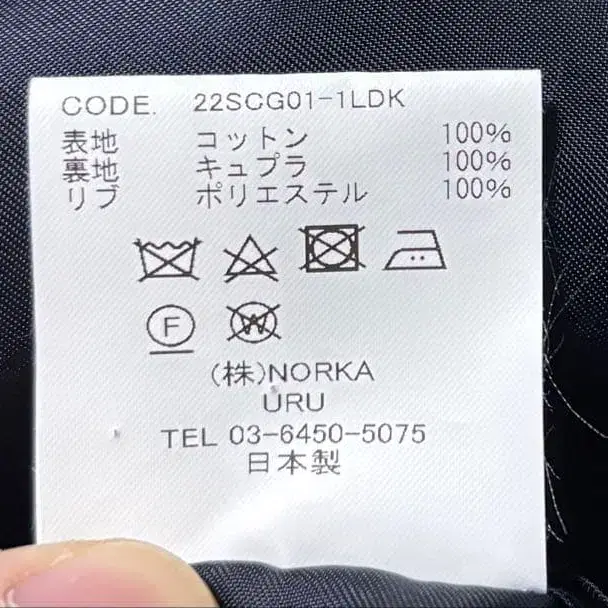 CODE. 22SCG01-1LDK
表地 コットン 100%
裏地 キュプラ 100%
リブ ポリエステル 100%
F W
(株)NORKA
URU
TEL 03-6450-5075
日本製